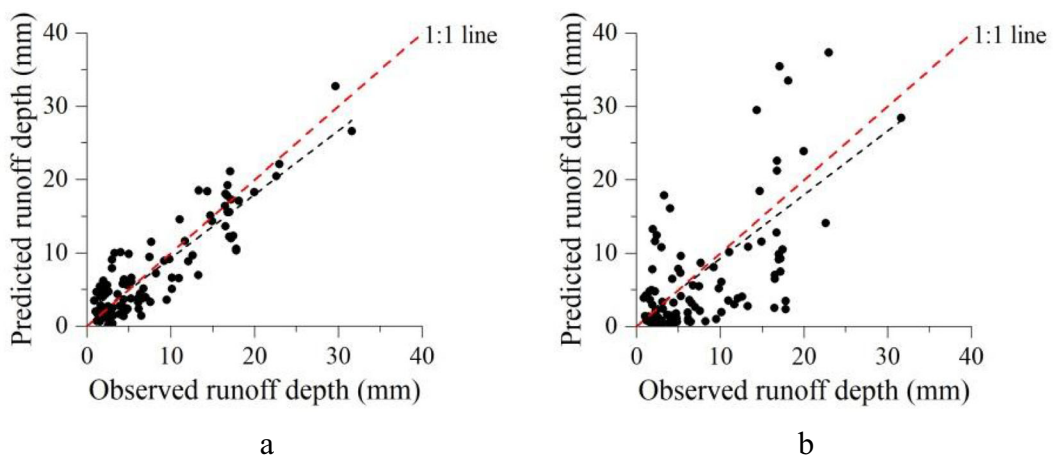 40
30
20
10
0
Predicted runoff depth (mm)
1:1 line
0 10 20 30 40
Observed runoff depth (mm)
a
40
30
20
10
0
Predicted runoff depth (mm)
1:1 line
0 10 20 30 40
Observed runoff depth (mm)
b